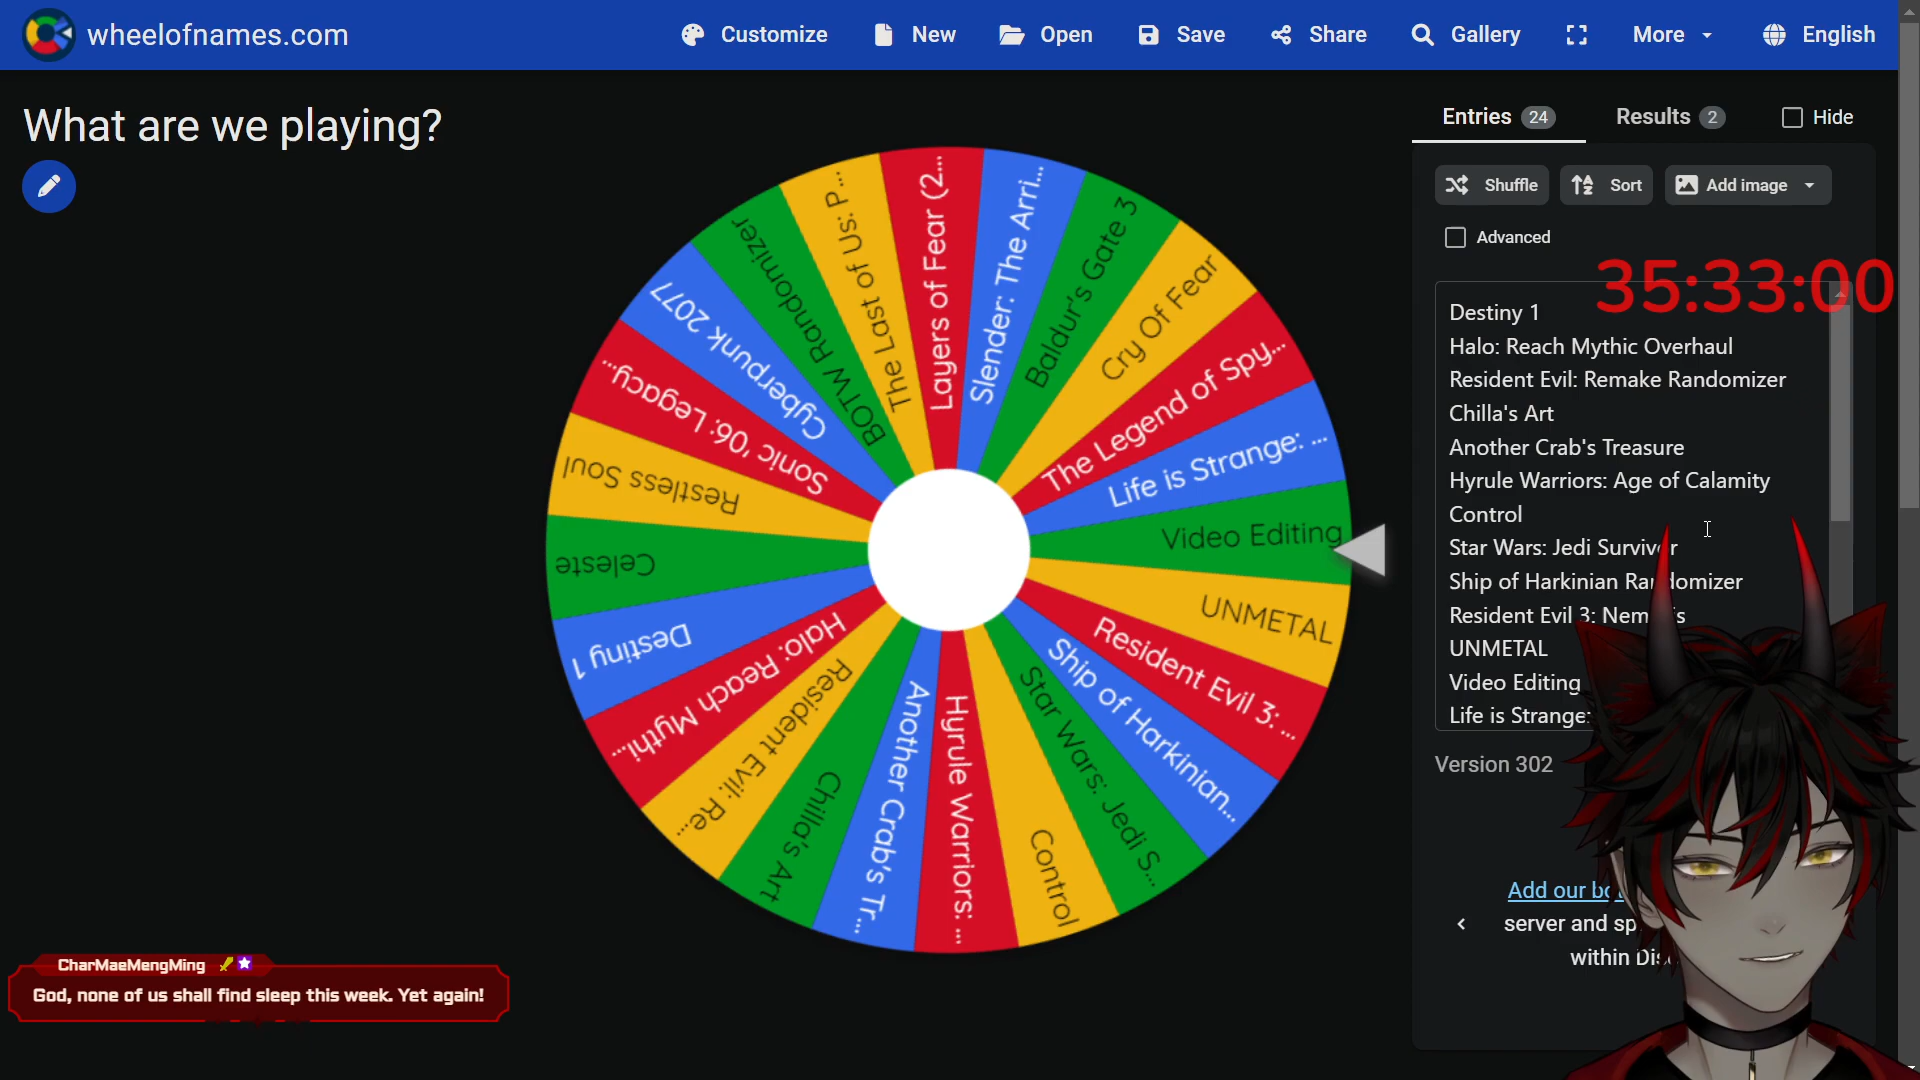 wheelofnames.com
Customize
New
Open
Save
Share
Gallery
More
English
What are we playing?
Entries 24
Results 2
Hide
Shuffle
Sort
Add image
Advanced
35:33:00
Destiny 1
Halo: Reach Mythic Overhaul
Resident Evil: Remake Randomizer
Chilla's Art
Another Crab's Treasure
Hyrule Warriors: Age of Calamity
Control
Star Wars: Jedi Survivor
Ship of Harkinian Randomizer
Resident Evil 3: Nemesis
UNMETAL
Video Editing
Life is Strange:
Version 302
Add our bo
server and sp
within Dis
Layers of Fear (2...
Slender: The Arri...
Baldur's Gate 3
Cry Of Fear
The Legend of Spy...
Life is Strange: ...
Video Editing
UNMETAL
Resident Evil 3: ...
Ship of Harkinian...
Star Wars: Jedi S...
Control
Hyrule Warriors: ...
Another Crab's Tr...
Chilla's Art
Resident Evil: Re...
Halo: Reach Mythi...
Destiny 1
Celeste
Restless Soul
Sonic '06: Legacy...
Cyberpunk 2077
BOTW Randomizer
The Last of Us: P...
CharMaeMengMing
God, none of us shall find sleep this week. Yet again!